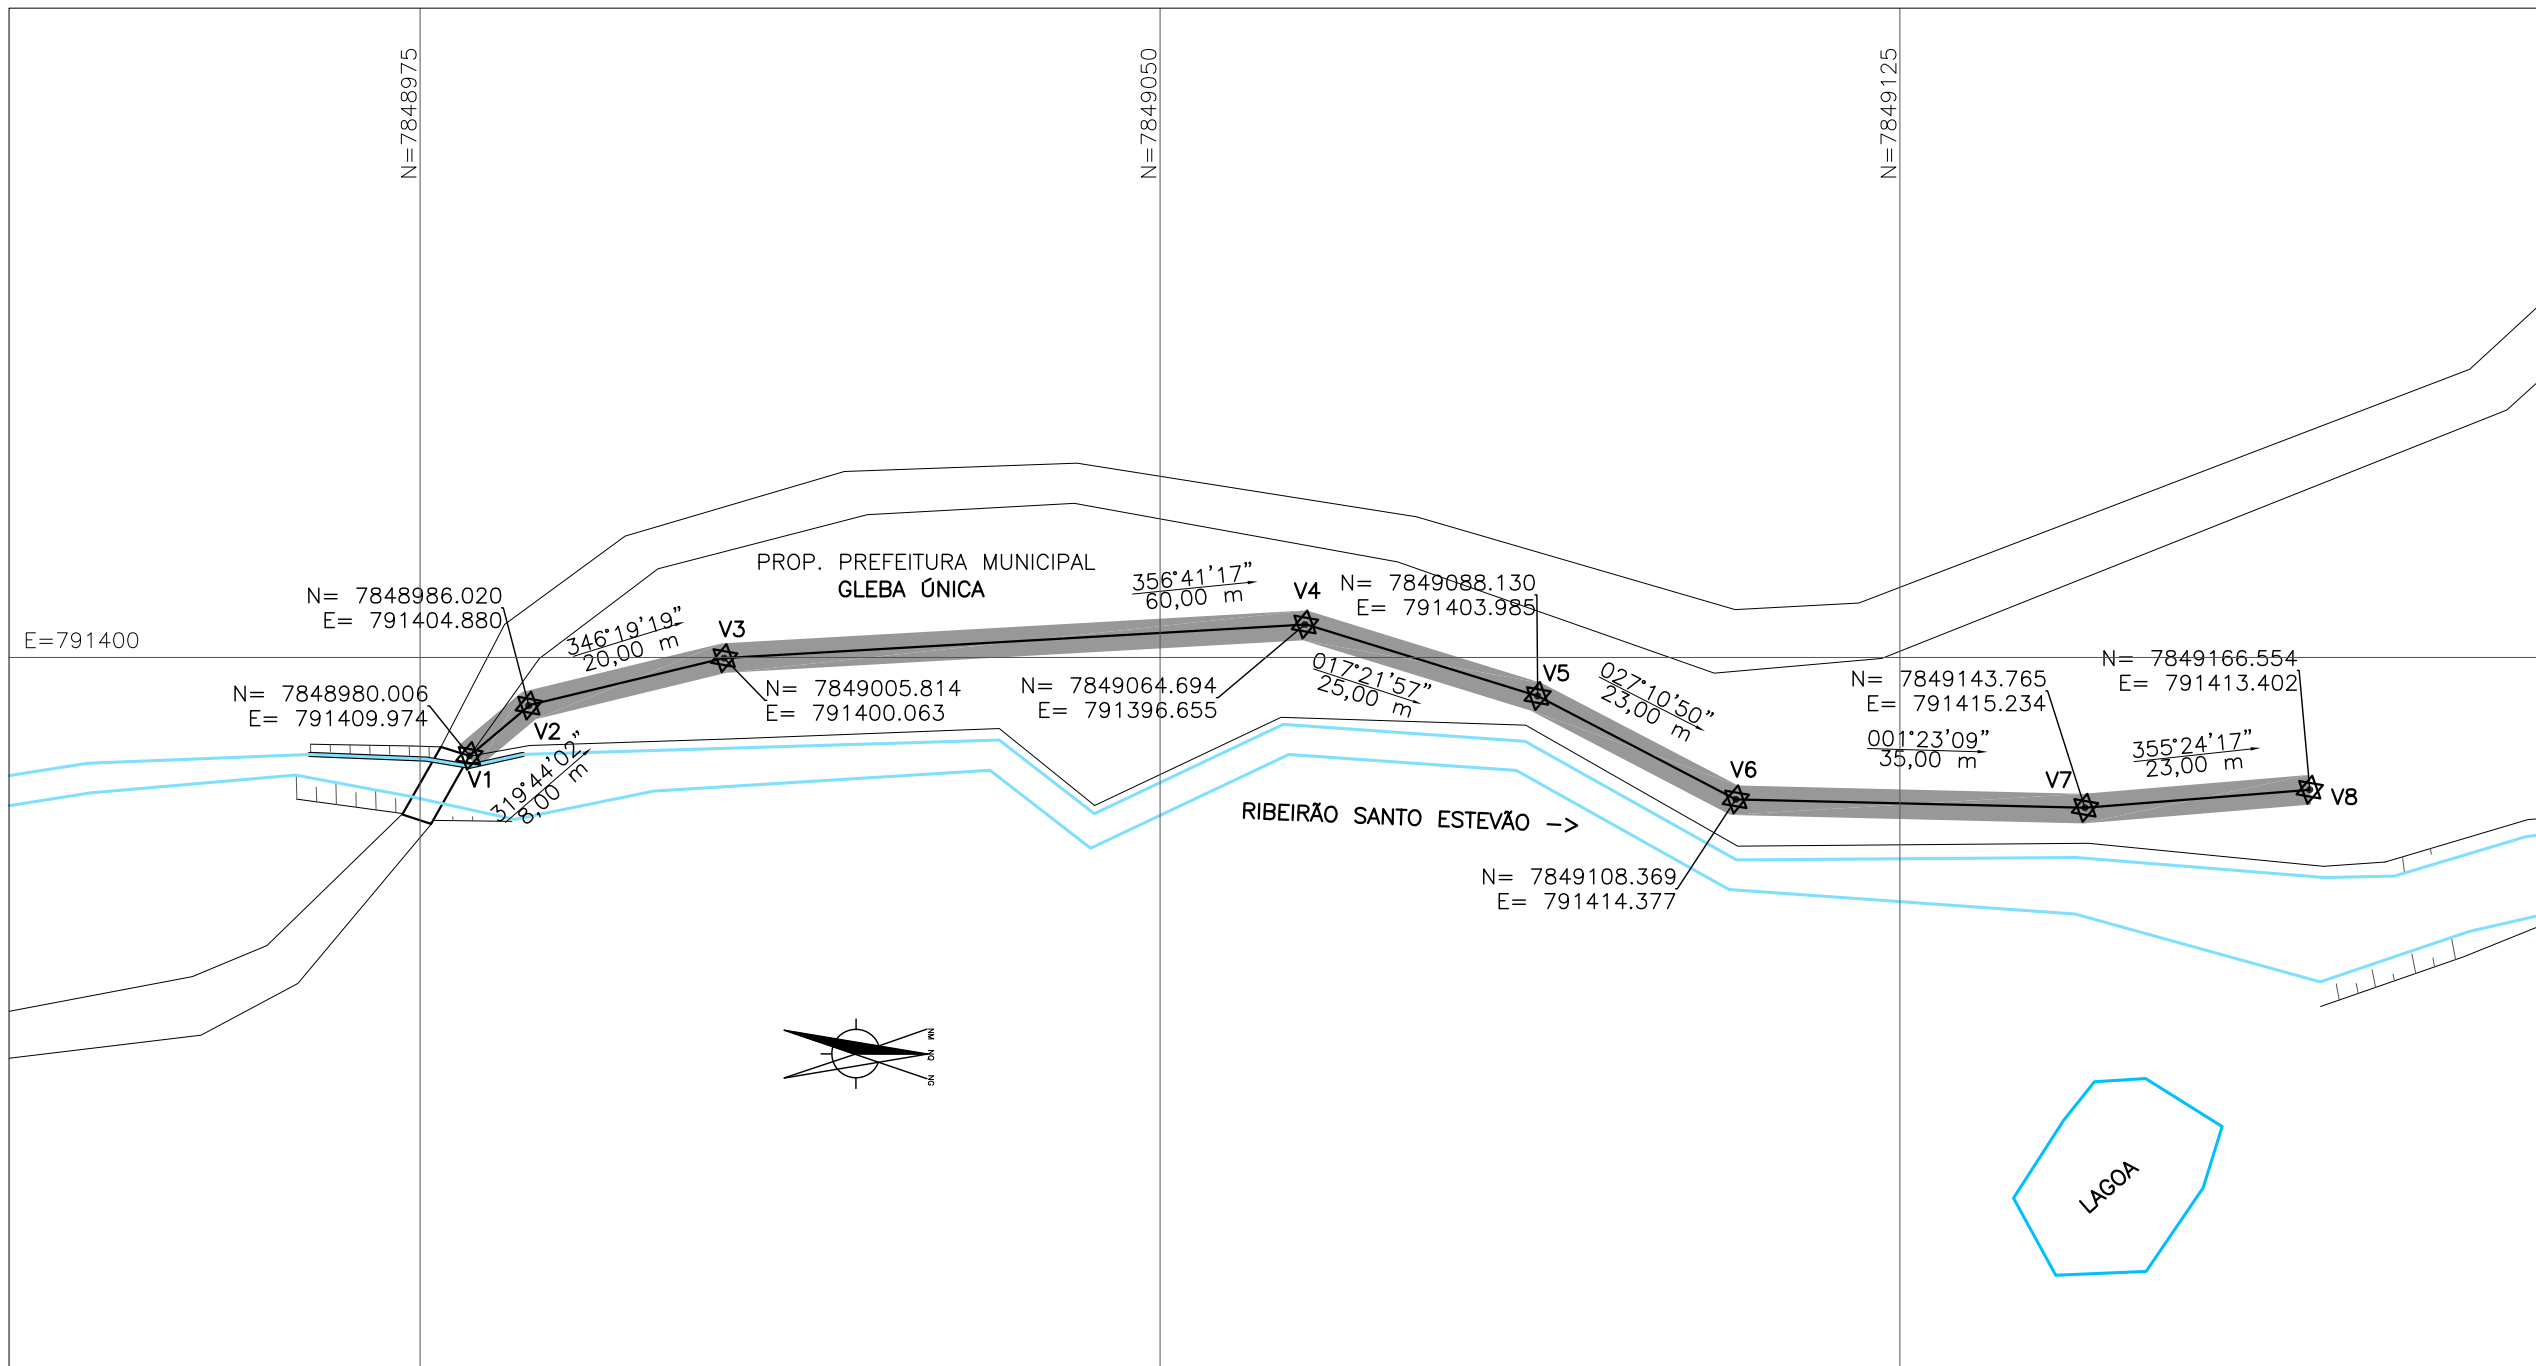 N=7848975
N=7849050
N=7849125
E=791400
PROP. PREFEITURA MUNICIPAL
GLEBA ÚNICA
N= 7848986.020
E= 791404.880
N= 7848980.006
E= 791409.974
V1
319°44'02"
8,00 m
V2
346°19'19"
20,00 m
V3
N= 7849005.814
E= 791400.063
356°41'17"
60,00 m
V4
N= 7849064.694
E= 791396.655
017°21'57"
25,00 m
N= 7849088.130
E= 791403.985
V5
027°10'50"
23,00 m
V6
N= 7849108.369
E= 791414.377
001°23'09"
35,00 m
N= 7849143.765
E= 791415.234
V7
355°24'17"
23,00 m
N= 7849166.554
E= 791413.402
V8
RIBEIRÃO SANTO ESTEVÃO ->
NM
NQ
NG
LAGOA